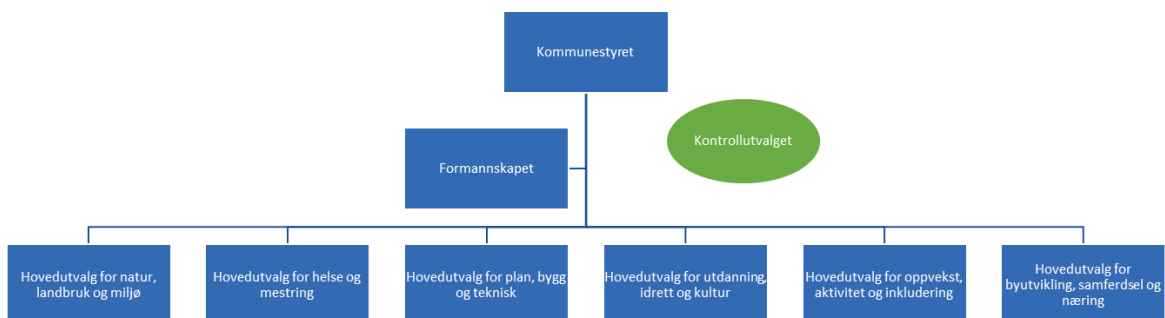 Kommunestyret
Kontrollutvalget
Formannskapet
Hovedutvalg for natur,
landbruk og miljø
Hovedutvalg for helse og
mestring
Hovedutvalg for plan, bygg
og teknisk
Hovedutvalg for utdanning,
idrett og kultur
Hovedutvalg for oppvekst,
aktivitet og inkludering
Hovedutvalg for
byutvikling, samferdsel og
næring